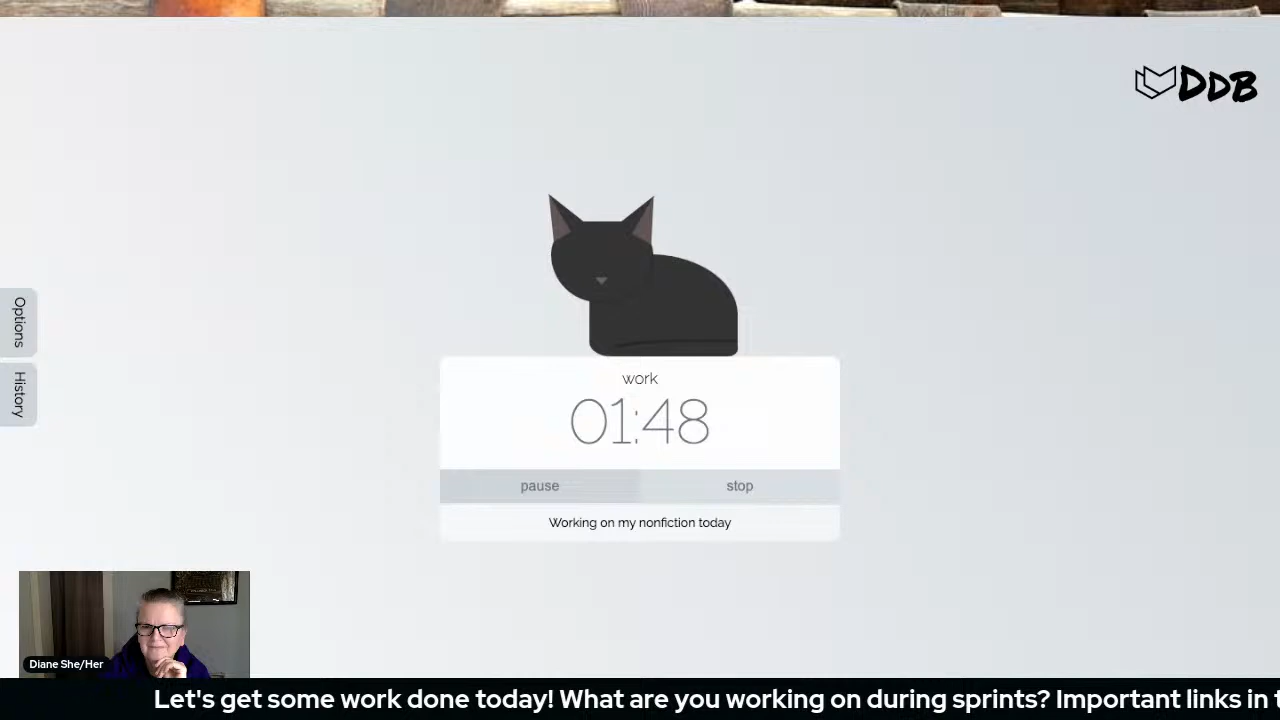 DDB
Options
History
work
01:48
pause
stop
Working on my nonfiction today
Diane She/Her
Let's get some work done today! What are you working on during sprints? Important links in